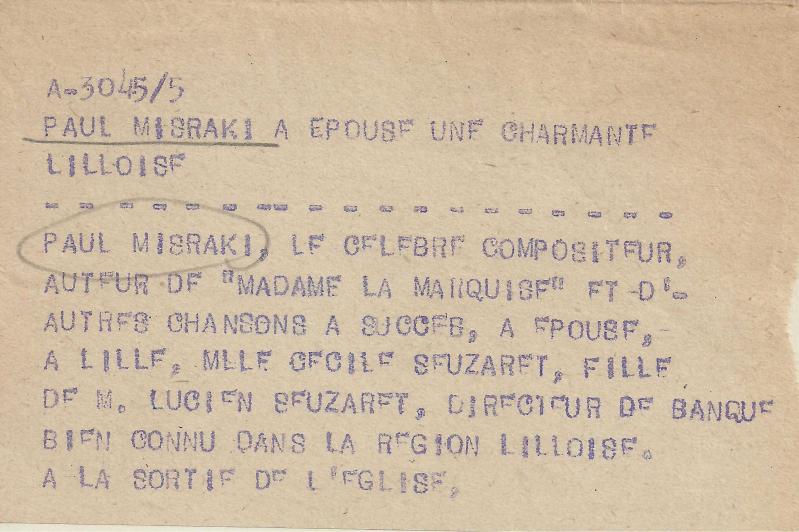 A-3045/5
PAUL MISRAKI A EPOUSE UNE CHARMANTE
LILLOISE
- - - - - - - - - - - - - - - - -
PAUL MISRAKI, LE CELEBRE COMPOSITEUR,
AUTEUR DE "MADAME LA MARQUISE" ET D'-
AUTRES CHANSONS A SUCCES, A EPOUSE,-
A LILLE, MLLE CECILE SEUZARET, FILLE
DE M. LUCIEN SEUZARET, DIRECTEUR DE BANQUE
BIEN CONNU DANS LA REGION LILLOISE.
A LA SORTIE DE L'EGLISE.